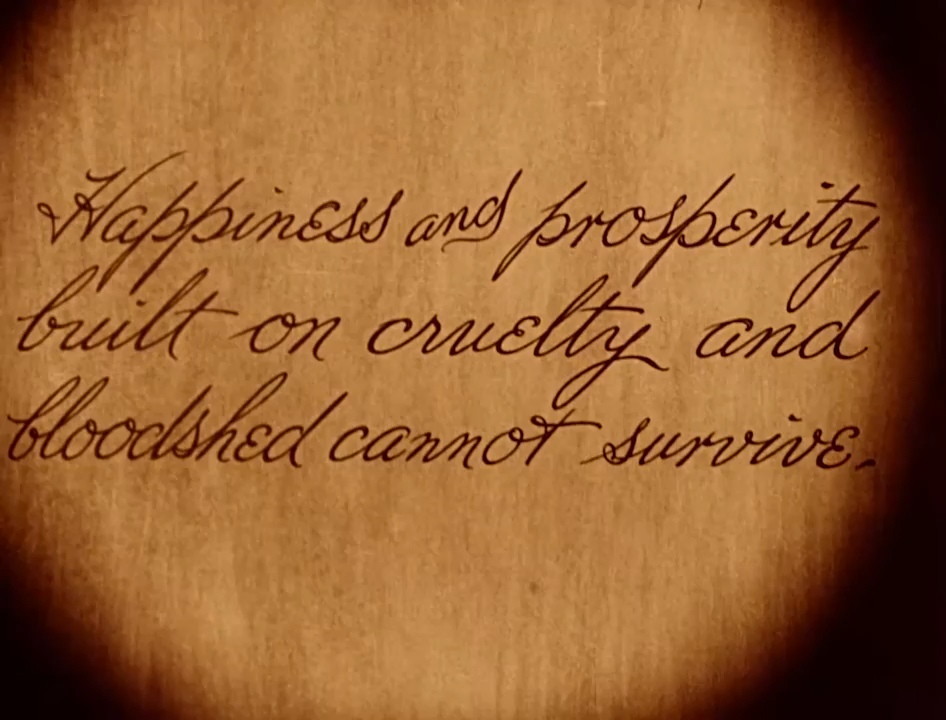 Happiness and prosperity
built on cruelty and
bloodshed cannot survive.